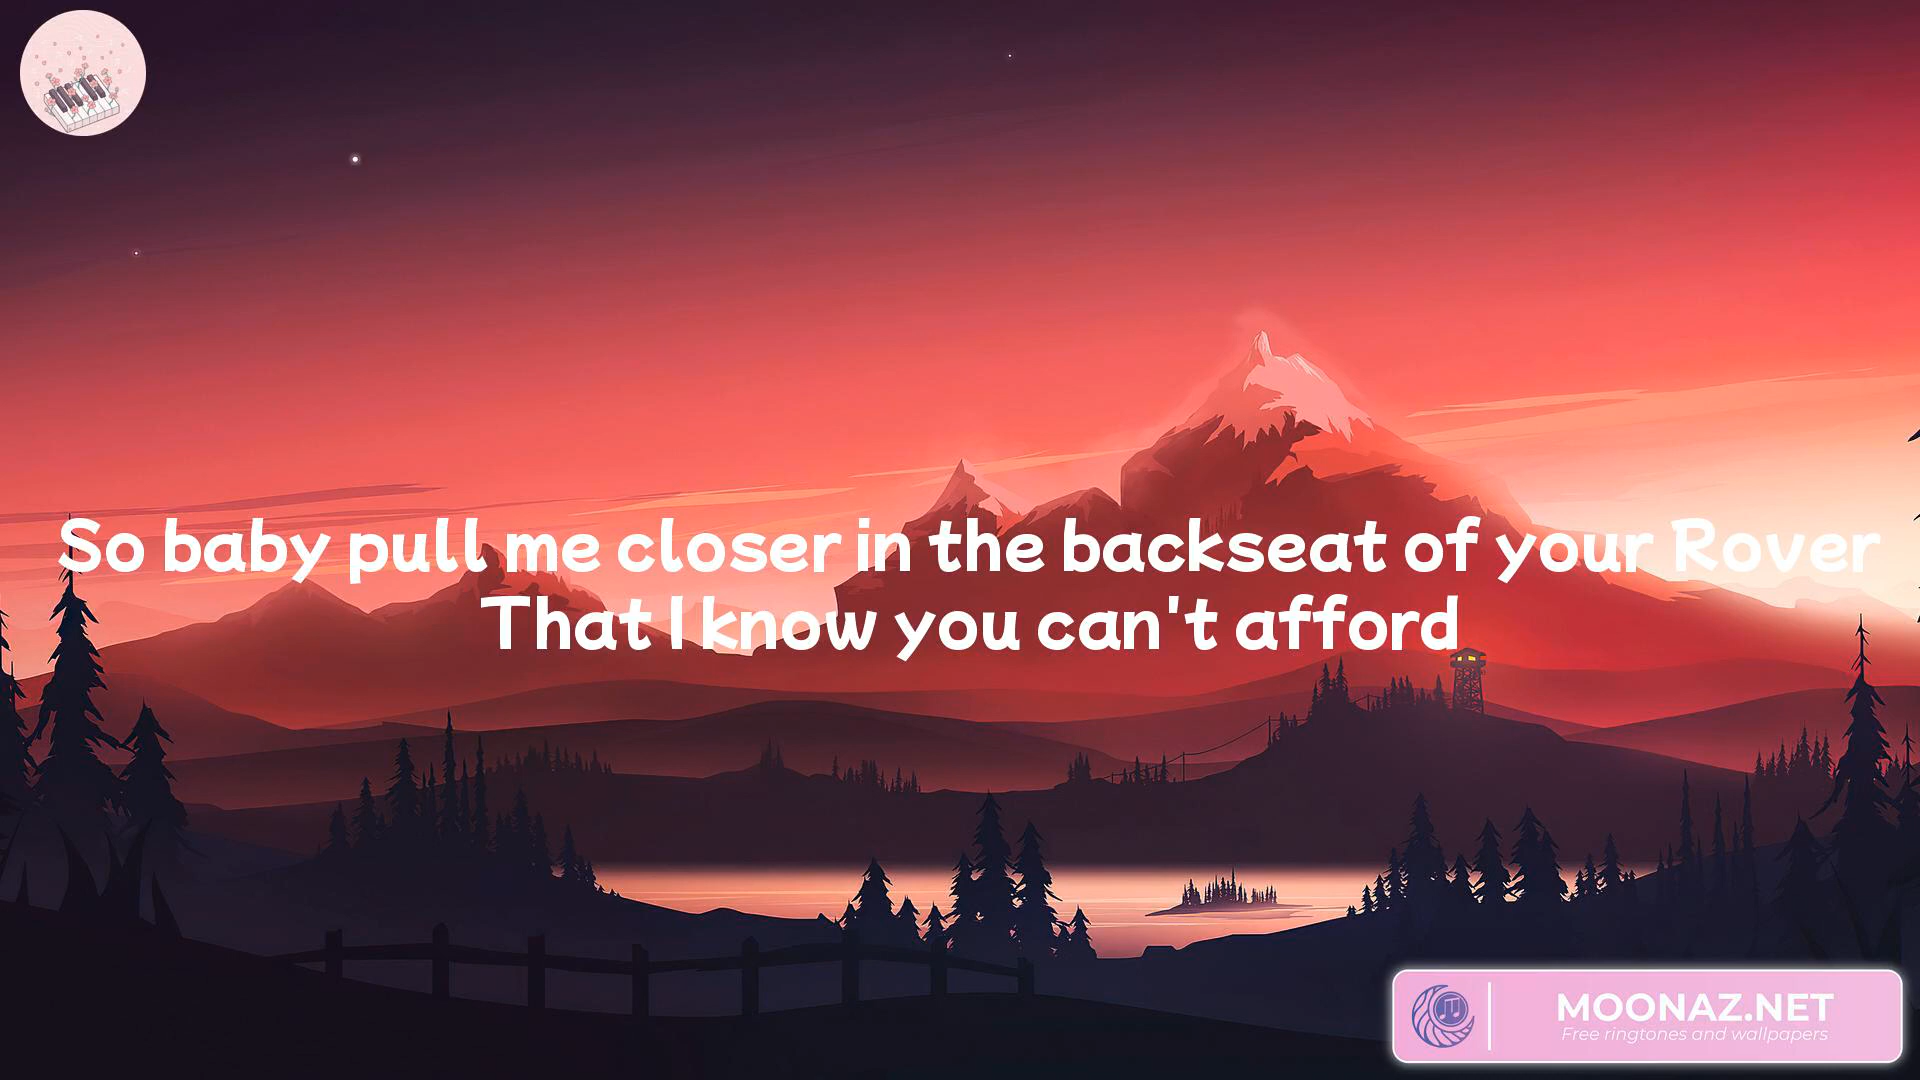 So baby pull me closer in the backseat of your Rover
That I know you can't afford
MOONAZ.NET
Free ringtones and wallpapers